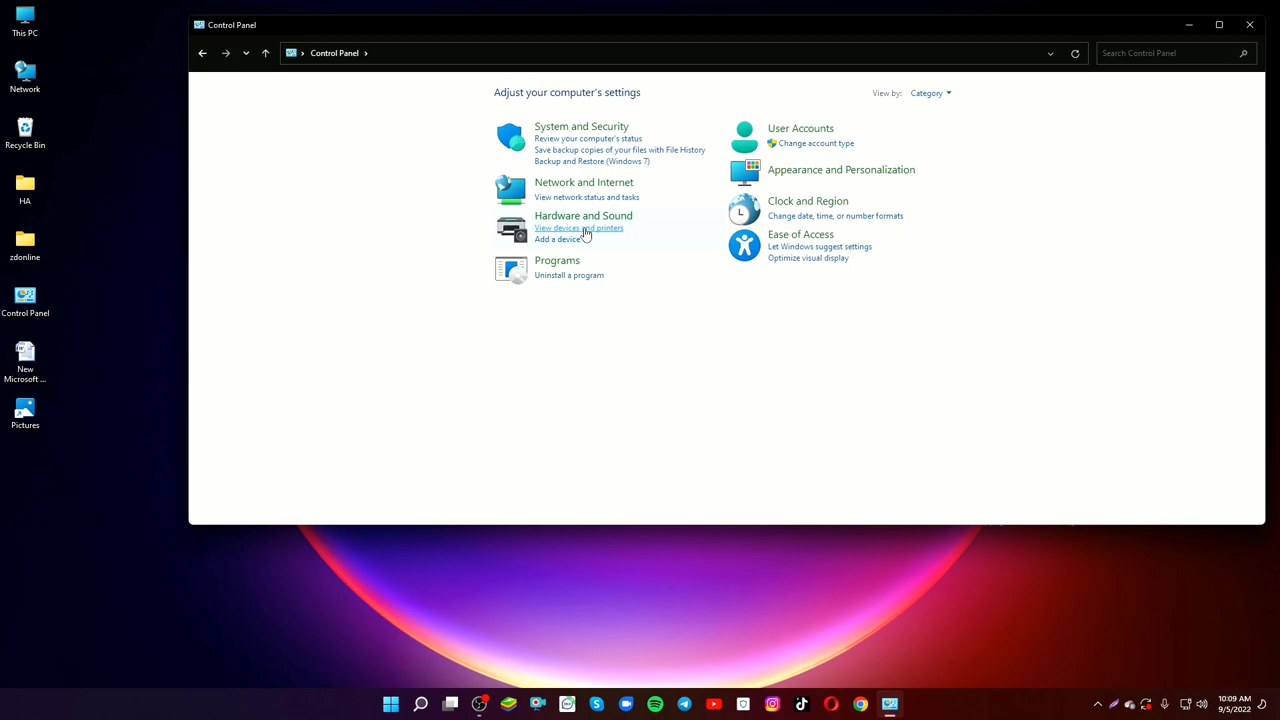 This PC
Network
Recycle Bin
HA
zdonline
Control Panel
New
Microsoft ...
Pictures
Control Panel
Control Panel
Search Control Panel
Adjust your computer's settings
View by: Category
System and Security
Review your computer's status
Save backup copies of your files with File History
Backup and Restore (Windows 7)
Network and Internet
View network status and tasks
Hardware and Sound
View devices and printers
Add a device
Programs
Uninstall a program
User Accounts
Change account type
Appearance and Personalization
Clock and Region
Change date, time, or number formats
Ease of Access
Let Windows suggest settings
Optimize visual display
10:09 AM
9/5/2022